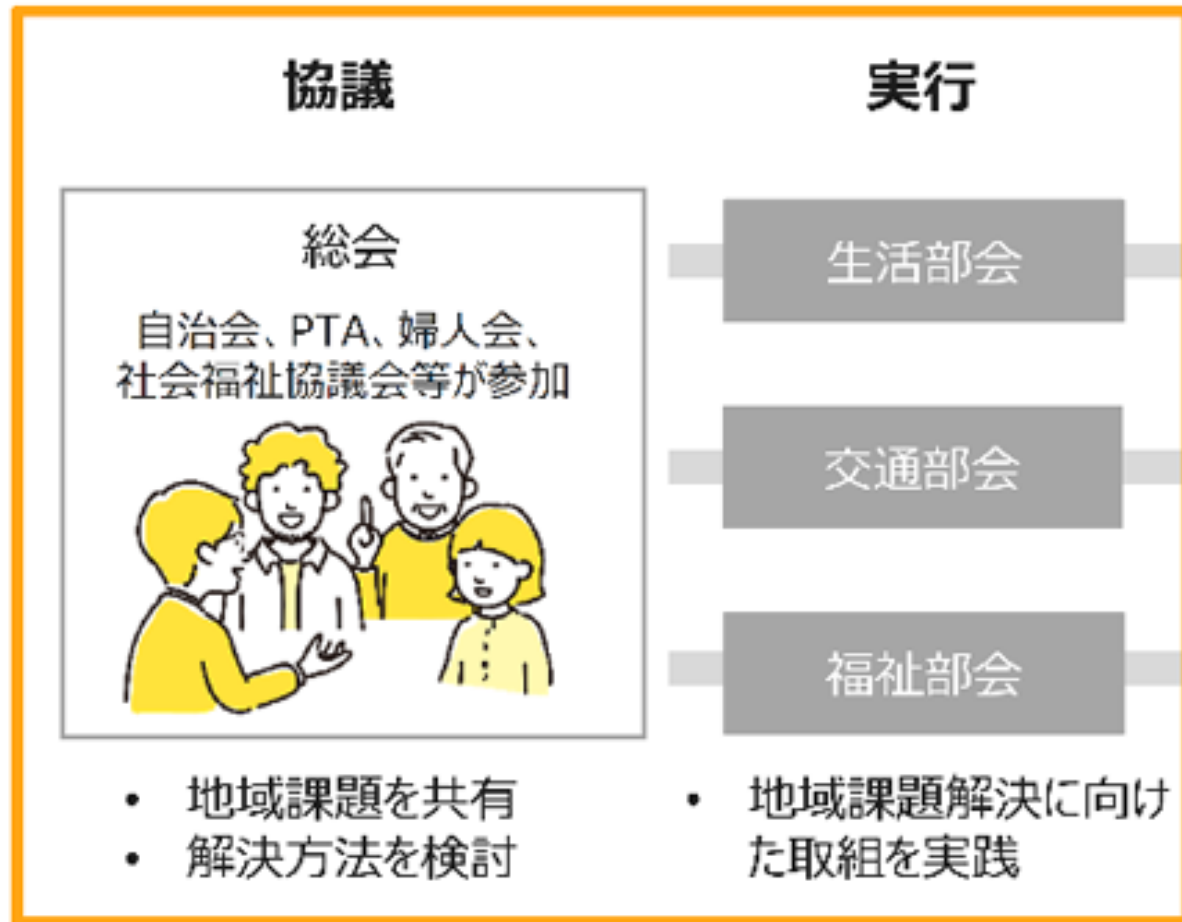 協議
総会
自治会、PTA、婦人会、
社会福祉協議会等が参加
• 地域課題を共有
• 解決方法を検討
実行
生活部会
交通部会
福祉部会
• 地域課題解決に向け
た取組を実践